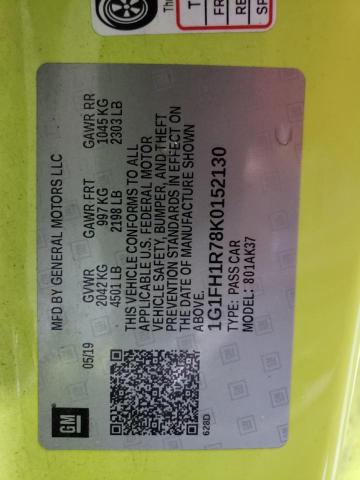 GM
MFD BY GENERAL MOTORS LLC
05/19
GVWR GAWR FRT GAWR RR
2042 KG 997 KG 1045 KG
4501 LB 2198 LB 2303 LB
THIS VEHICLE CONFORMS TO ALL
APPLICABLE U.S. FEDERAL MOTOR
VEHICLE SAFETY, BUMPER, AND THEFT
PREVENTION STANDARDS IN EFFECT ON
THE DATE OF MANUFACTURE SHOWN
ABOVE.
1G1FH1R78K0152130
TYPE: PASS CAR
MODEL: 801AK37
628D